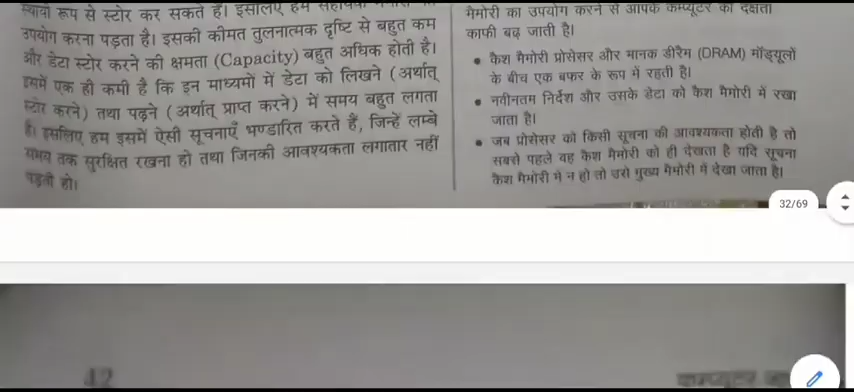 स्थायी रूप से स्टोर कर सकते हैं। इसीलिए हम
उपयोग करना पड़ता है। इसकी कीमत तुलनात्मक दृष्टि से बहुत कम
और डेटा स्टोर करने की क्षमता (Capacity) बहुत अधिक होती है।
इसमें एक ही कमी है कि इन माध्यमों में डेटा को लिखने (अर्थात्
स्टोर करने) तथा पढ़ने (अर्थात् प्राप्त करने) में समय बहुत लगता
है। इसलिए हम इसमें ऐसी सूचनाएँ भण्डारित करते हैं, जिन्हें लम्बे
समय तक सुरक्षित रखना हो तथा जिनकी आवश्यकता लगातार नहीं
पड़ती हो।
मैमोरी का उपयोग करने से आपके कम्प्यूटर की दक्षता
काफी बढ़ जाती है।
• कैश मैमोरी प्रोसेसर और मानक डीरैम (DRAM) मॉड्यूलों
के बीच एक बफर के रूप में रहती है।
• नवीनतम निर्देश और उसके डेटा को कैश मैमोरी में रखा
जाता है।
• जब प्रोसेसर को किसी सूचना की आवश्यकता होती है तो
सबसे पहले वह कैश मैमोरी को ही देखता है यदि सूचना
कैश मैमोरी में न हो तो उसे मुख्य मैमोरी में देखा जाता है।
32/69
42
कम्प्यूटर